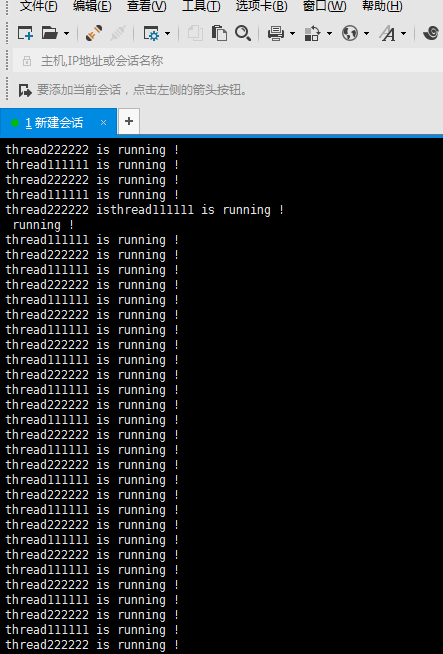 文件(F) 编辑(E) 查看(V) 工具(T) 选项卡(B) 窗口(W) 帮助(H)
主机,IP地址或会话名称
要添加当前会话，点击左侧的箭头按钮。
1 新建会话 × +
thread222222 is running !
thread111111 is running !
thread222222 is running !
thread111111 is running !
thread222222 isthread111111 is running !
 running !
thread111111 is running !
thread222222 is running !
thread111111 is running !
thread222222 is running !
thread111111 is running !
thread222222 is running !
thread111111 is running !
thread222222 is running !
thread111111 is running !
thread222222 is running !
thread111111 is running !
thread222222 is running !
thread111111 is running !
thread222222 is running !
thread111111 is running !
thread222222 is running !
thread111111 is running !
thread222222 is running !
thread111111 is running !
thread222222 is running !
thread111111 is running !
thread222222 is running !
thread111111 is running !
thread222222 is running !
thread111111 is running !
thread222222 is running !
thread111111 is running !
thread222222 is running !